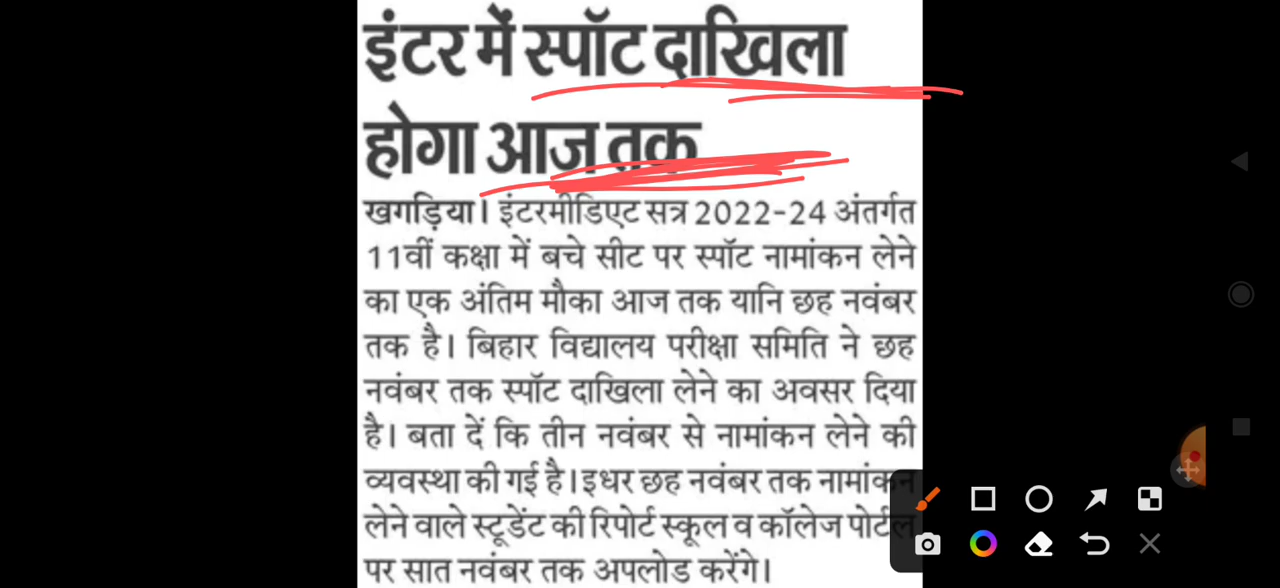 इंटर में स्पॉट दाखिला
होगा आज तक
खगड़िया। इंटरमीडिएट सत्र 2022-24 अंतर्गत
11वीं कक्षा में बचे सीट पर स्पॉट नामांकन लेने
का एक अंतिम मौका आज तक यानि छह नवंबर
तक है। बिहार विद्यालय परीक्षा समिति ने छह
नवंबर तक स्पॉट दाखिला लेने का अवसर दिया
है। बता दें कि तीन नवंबर से नामांकन लेने की
व्यवस्था की गई है। इधर छह नवंबर तक नामांकन
लेने वाले स्टूडेंट की रिपोर्ट स्कूल व कॉलेज पोर्टल
पर सात नवंबर तक अपलोड करेंगे।